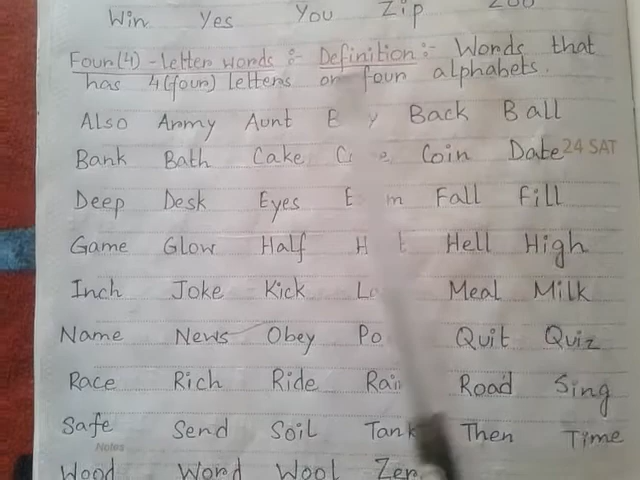 Win Yes You Zip Zoo
Four(4) - Letter words :- Definition :- Words that
has 4(four) letters or four alphabets.
Also Army Aunt Back Ball
Bank Bath Cake Coin Date 24 SAT
Deep Desk Eyes Fall Fill
Game Glow Half Hell High
Inch Joke Kick Meal Milk
Name News Obey Quit Quiz
Race Rich Ride Rain Road Sing
Safe Send Soil Tank Then Time
Notes
Wood Word Wool